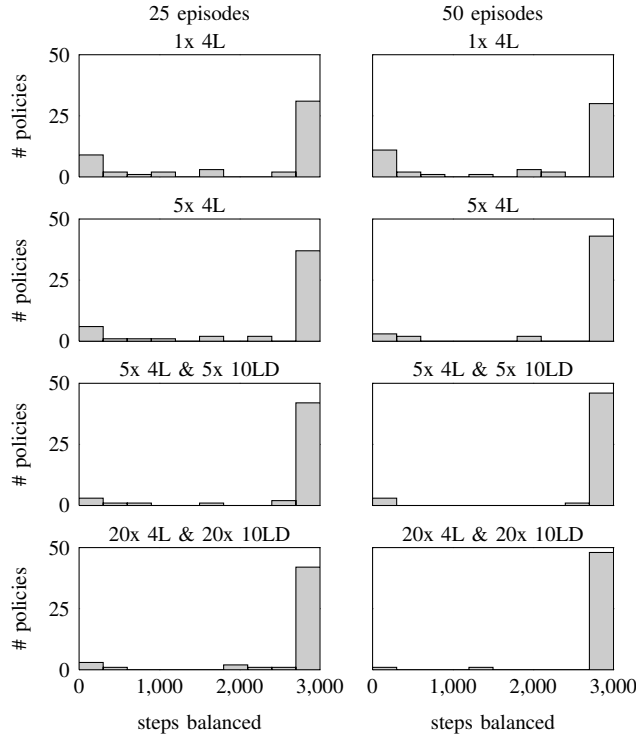 25 episodes
50 episodes
1x 4L
1x 4L
50
25
0
# policies
5x 4L
5x 4L
50
25
0
# policies
5x 4L & 5x 10LD
5x 4L & 5x 10LD
50
25
0
# policies
20x 4L & 20x 10LD
20x 4L & 20x 10LD
50
25
0
# policies
0 1,000 2,000 3,000
0 1,000 2,000 3,000
steps balanced
steps balanced